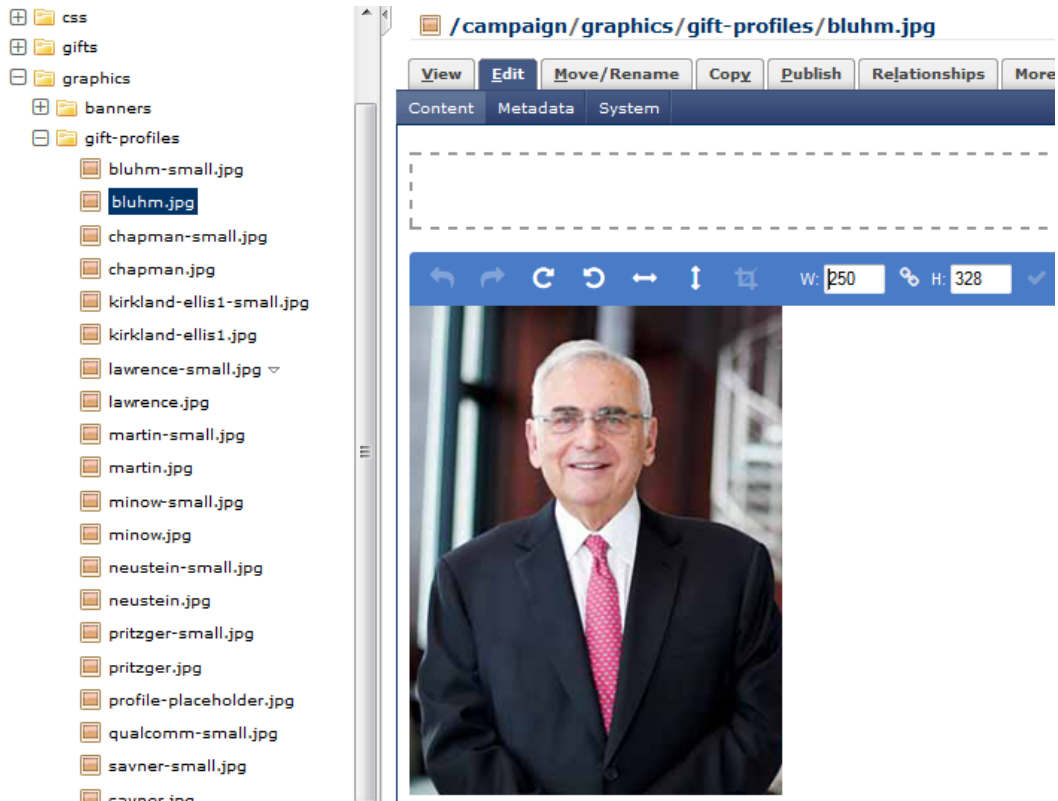 css
gifts
graphics
banners
gift-profiles
bluhm-small.jpg
bluhm.jpg
chapman-small.jpg
chapman.jpg
kirkland-ellis1-small.jpg
kirkland-ellis1.jpg
lawrence-small.jpg
lawrence.jpg
martin-small.jpg
martin.jpg
minow-small.jpg
minow.jpg
neustein-small.jpg
neustein.jpg
pritzger-small.jpg
pritzger.jpg
profile-placeholder.jpg
qualcomm-small.jpg
savner-small.jpg
savner.jpg
/campaign/graphics/gift-profiles/bluhm.jpg
View Edit Move/Rename Copy Publish Relationships More
Content Metadata System
W: 250 H: 328